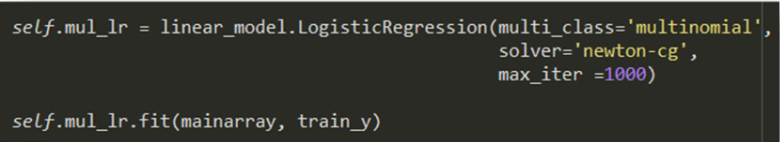 self.mul_lr = linear_model.LogisticRegression(multi_class='multinomial',
solver='newton-cg',
max_iter =1000)
self.mul_lr.fit(mainarray, train_y)